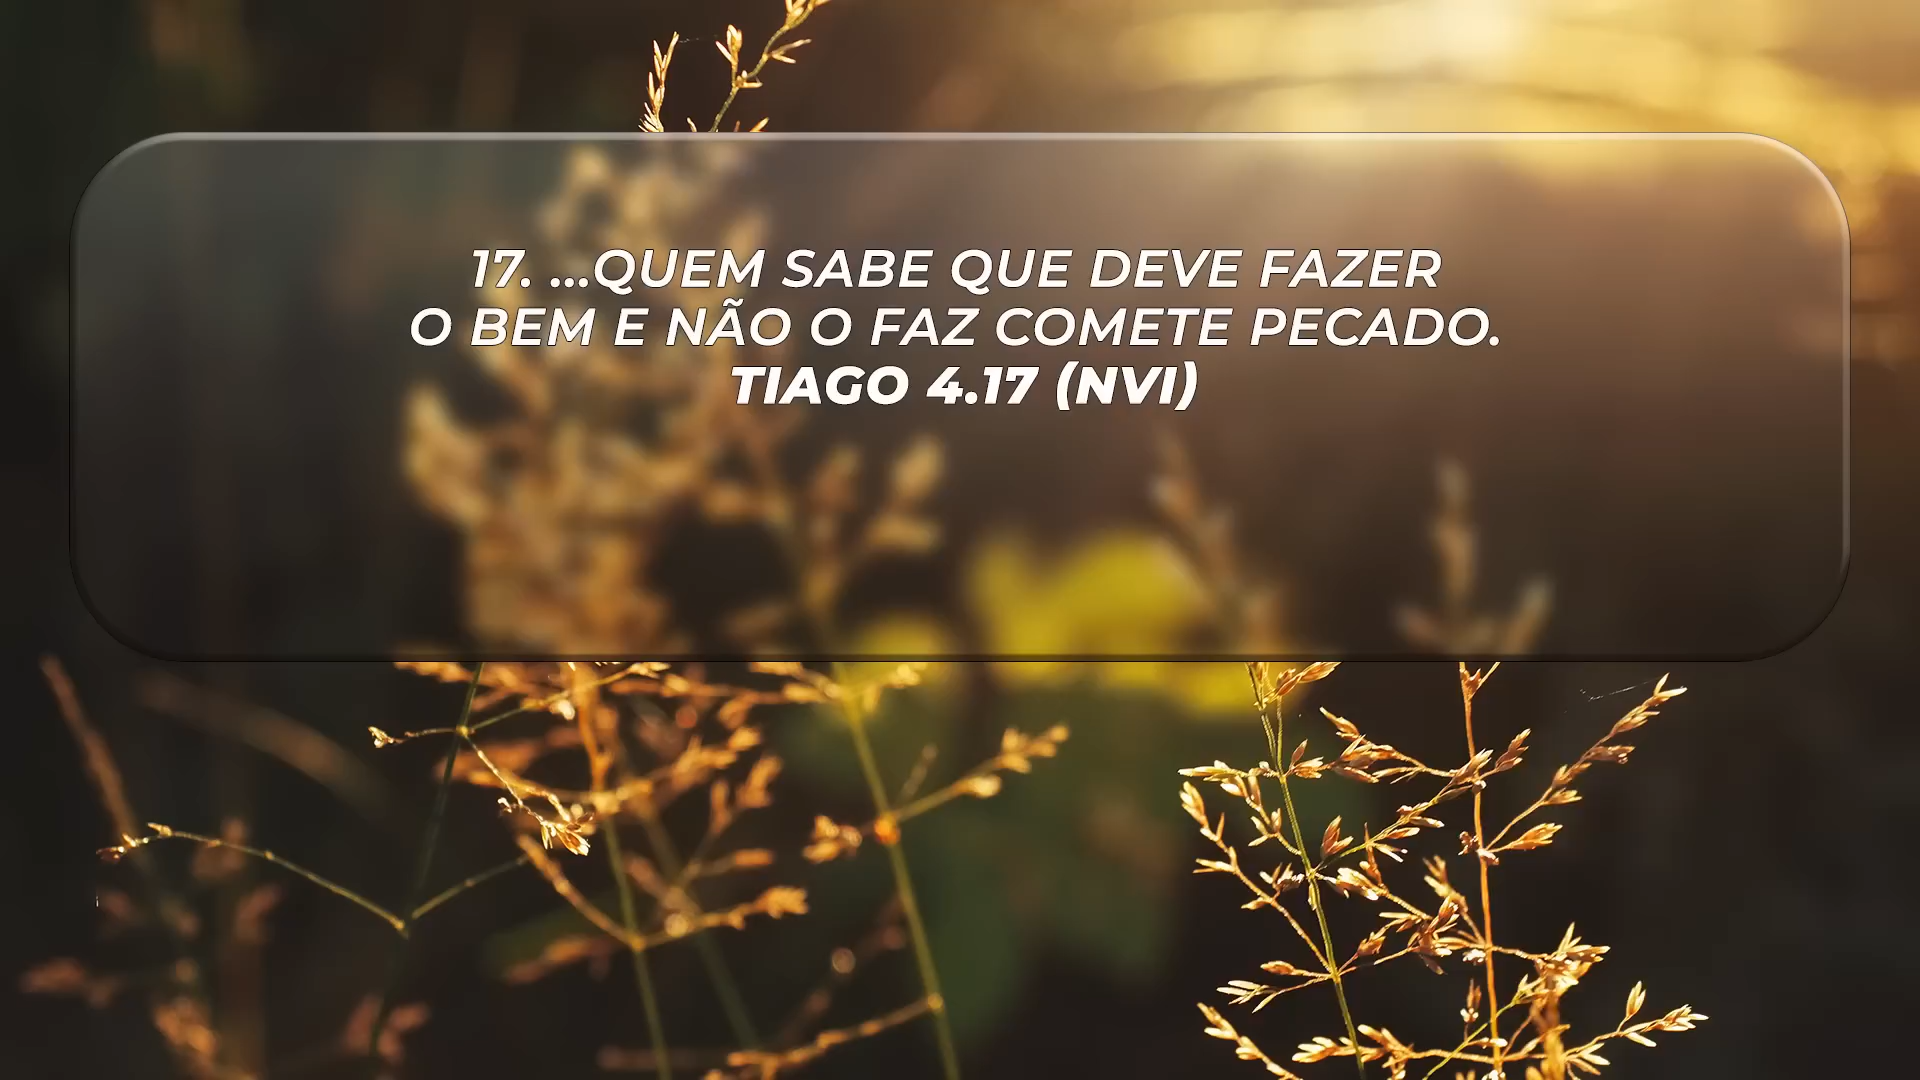 17. ...QUEM SABE QUE DEVE FAZER
O BEM E NÃO O FAZ COMETE PECADO.
TIAGO 4.17 (NVI)